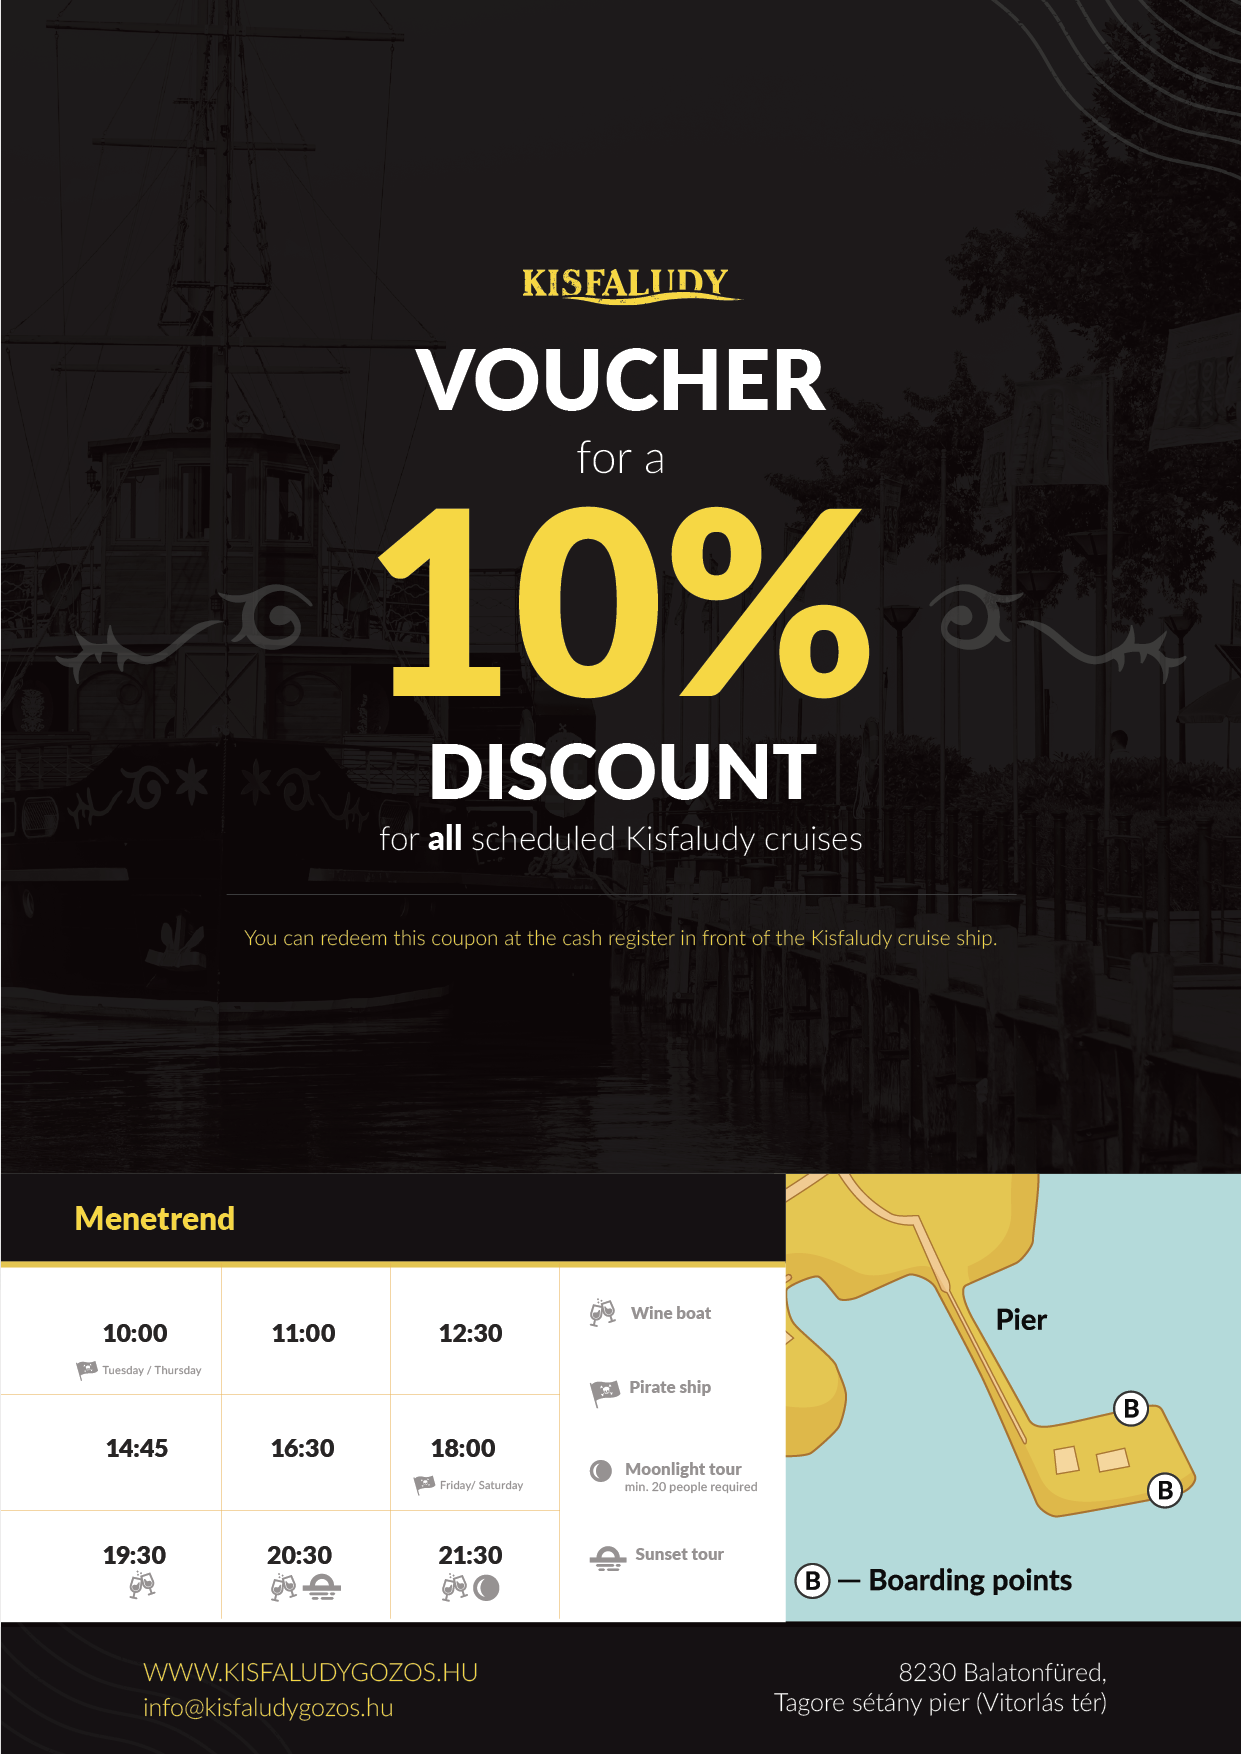 KISFALUDY
VOUCHER
for a
10%
DISCOUNT
for all scheduled Kisfaludy cruises
You can redeem this coupon at the cash register in front of the Kisfaludy cruise ship.
Menetrend
10:00
Tuesday / Thursday
11:00
12:30
14:45
16:30
18:00
Friday/ Saturday
19:30
20:30
21:30
Wine boat
Pirate ship
Moonlight tour
min. 20 people required
Sunset tour
Pier
B
B
B — Boarding points
WWW.KISFALUDYGOZOS.HU
info@kisfaludygozos.hu
8230 Balatonfüred,
Tagore sétány pier (Vitorlás tér)